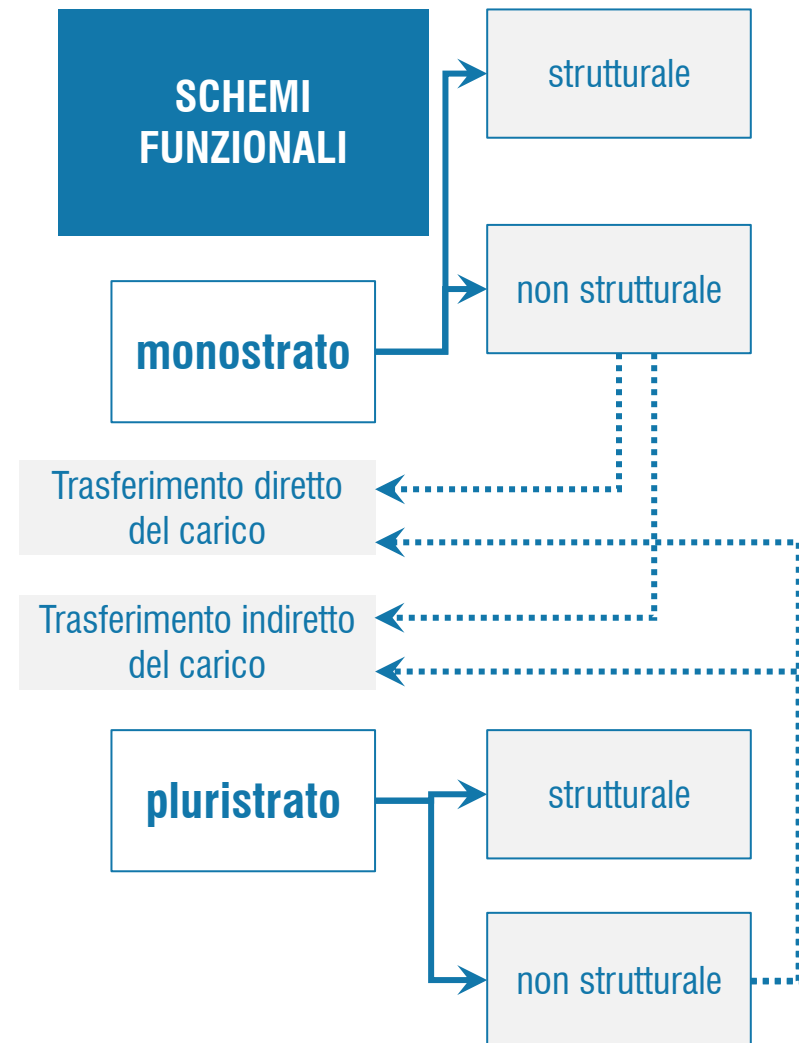 SCHEMI
FUNZIONALI
strutturale
non strutturale
monostrato
Trasferimento diretto
del carico
Trasferimento indiretto
del carico
pluristrato
strutturale
non strutturale